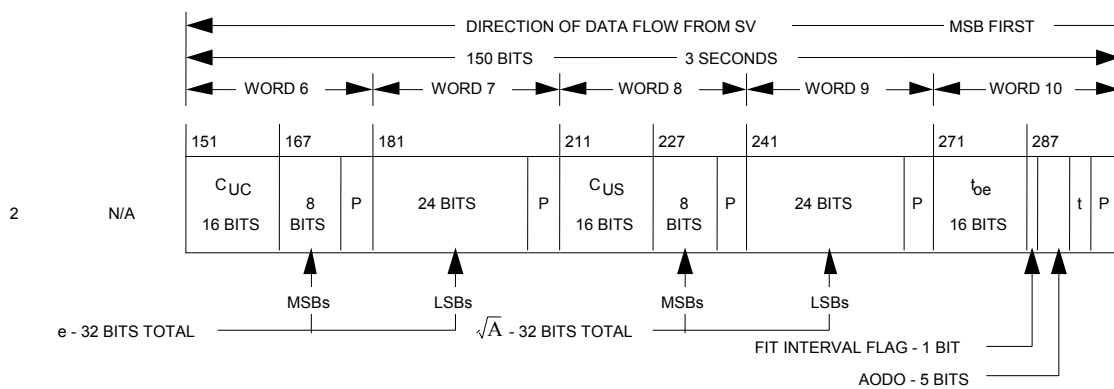 DIRECTION OF DATA FLOW FROM SV MSB FIRST
150 BITS 3 SECONDS
WORD 6 WORD 7 WORD 8 WORD 9 WORD 10
151 167 181 211 227 241 271 287
CUC 16 BITS
8 BITS
P
24 BITS
P
CUS 16 BITS
8 BITS
P
24 BITS
P
toe 16 BITS
t
P
2 N/A
MSBs LSBs MSBs LSBs
e - 32 BITS TOTAL √A - 32 BITS TOTAL
FIT INTERVAL FLAG - 1 BIT
AODO - 5 BITS